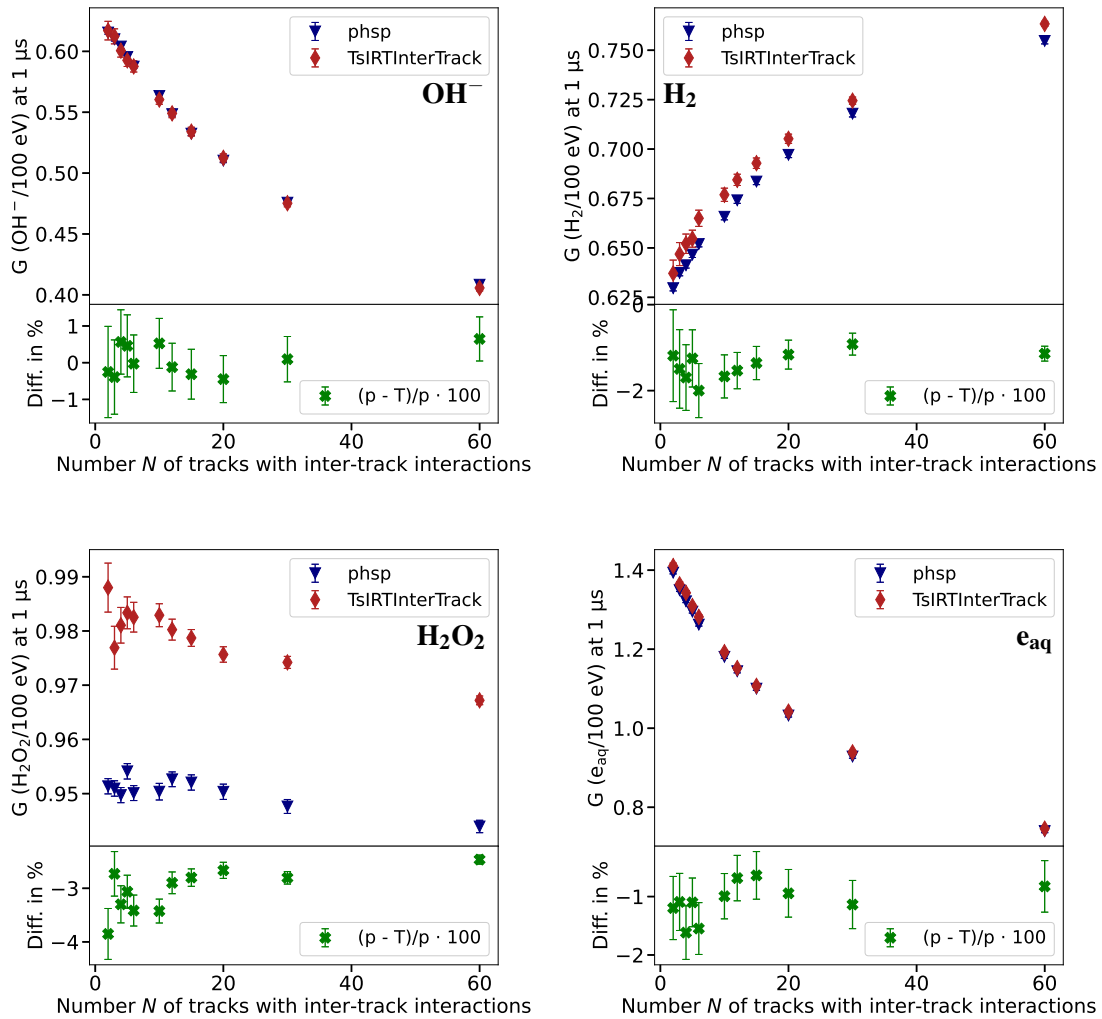 G (OH⁻/100 eV) at 1 µs
0.60
0.55
0.50
0.45
0.40
phsp
TsIRTInterTrack
OH⁻
Diff. in %
1
0
−1
(p - T)/p · 100
0 20 40 60
Number N of tracks with inter-track interactions
G (H₂/100 eV) at 1 µs
0.750
0.725
0.700
0.675
0.650
0.625
phsp
TsIRTInterTrack
H₂
Diff. in %
0
−2
(p - T)/p · 100
0 20 40 60
Number N of tracks with inter-track interactions
G (H₂O₂/100 eV) at 1 µs
0.99
0.98
0.97
0.96
0.95
phsp
TsIRTInterTrack
H₂O₂
Diff. in %
−3
−4
(p - T)/p · 100
0 20 40 60
Number N of tracks with inter-track interactions
G (eaq/100 eV) at 1 µs
1.4
1.2
1.0
0.8
phsp
TsIRTInterTrack
eaq
Diff. in %
−1
−2
(p - T)/p · 100
0 20 40 60
Number N of tracks with inter-track interactions